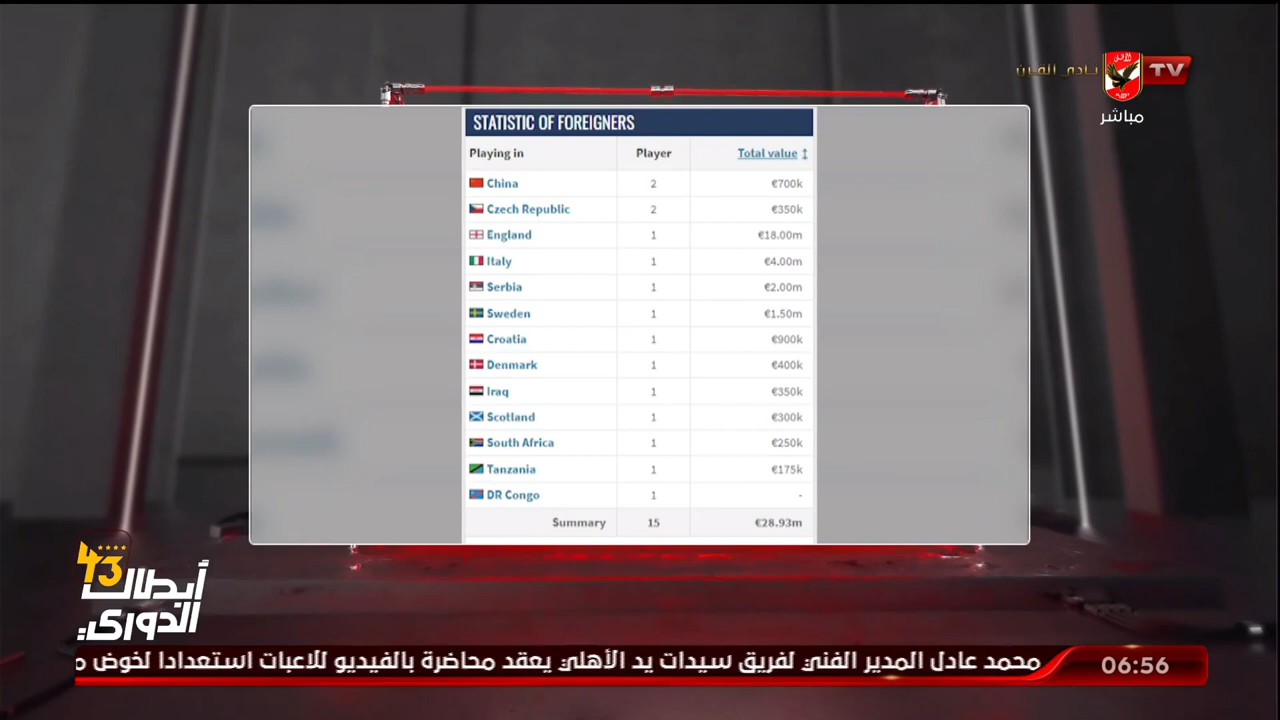 نادي القرن
TV
مباشر
STATISTIC OF FOREIGNERS
Playing in Player Total value
China 2 €700k
Czech Republic 2 €350k
England 1 €18.00m
Italy 1 €4.00m
Serbia 1 €2.00m
Sweden 1 €1.50m
Croatia 1 €900k
Denmark 1 €400k
Iraq 1 €350k
Scotland 1 €300k
South Africa 1 €250k
Tanzania 1 €175k
DR Congo 1 -
Summary 15 €28.93m
43
أبطال
الدوري
محمد عادل المدير الفني لفريق سيدات يد الأهلي يعقد محاضرة بالفيديو للاعبات استعدادا لخوض م
06:56